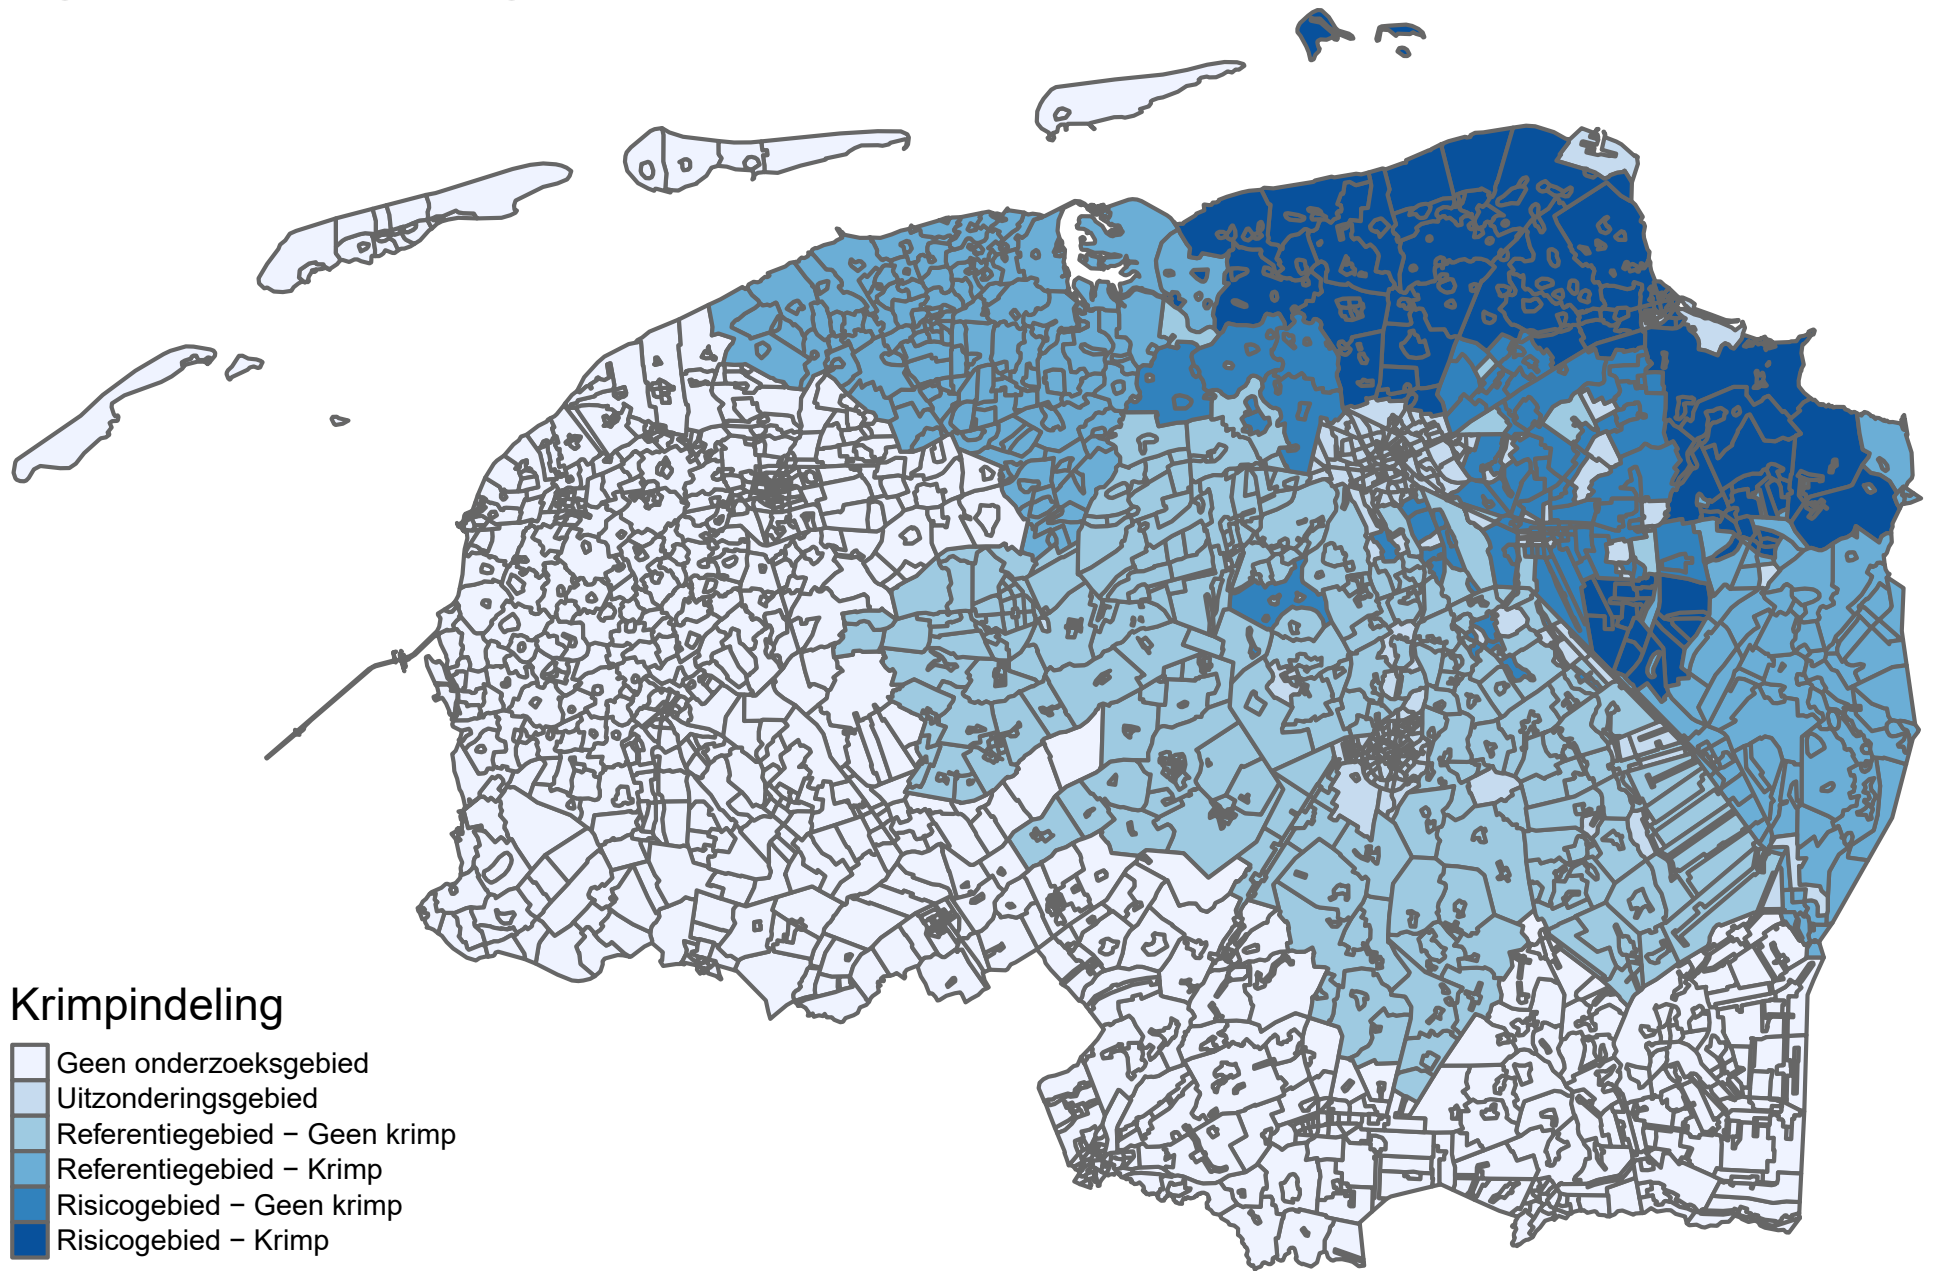 Krimpindeling
Geen onderzoeksgebied
Uitzonderingsgebied
Referentiegebied − Geen krimp
Referentiegebied − Krimp
Risicogebied − Geen krimp
Risicogebied − Krimp